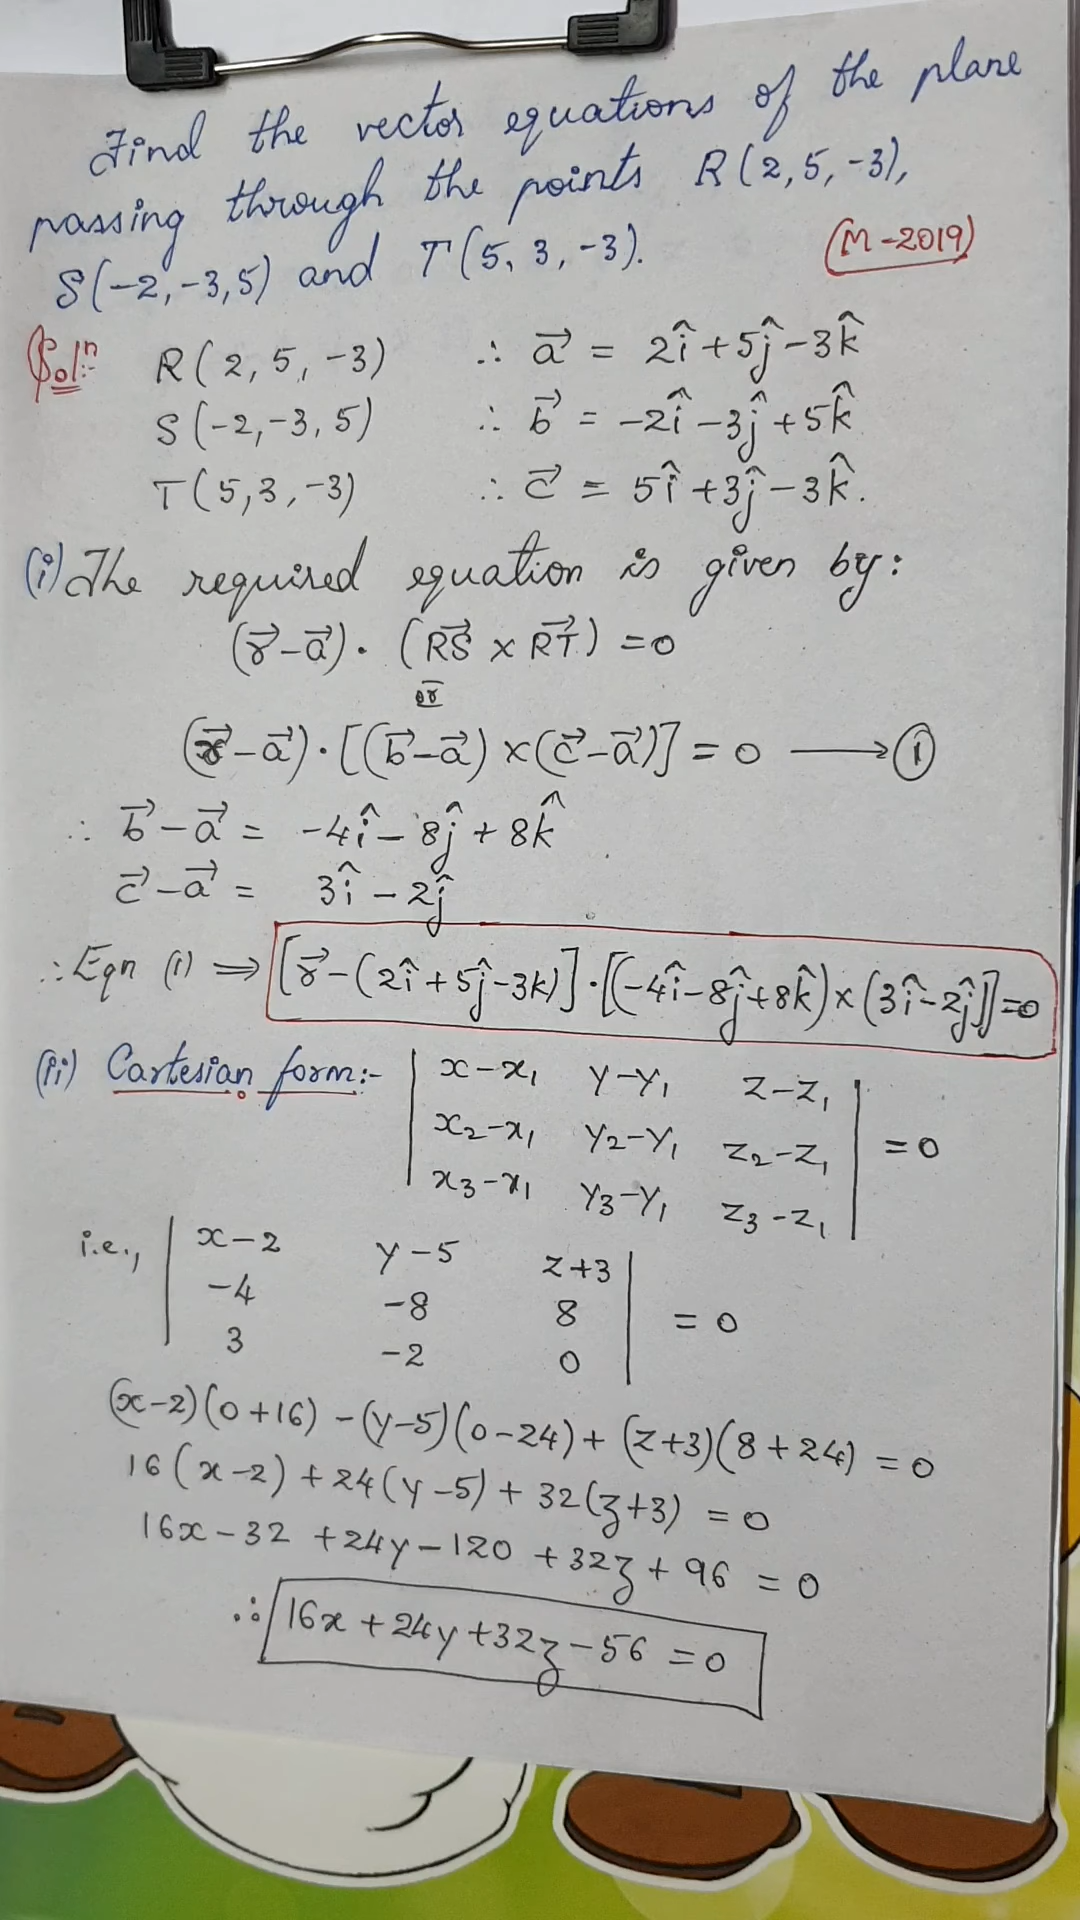 Find the vector equations of the plane
passing through the points R(2,5,-3),
S(-2,-3,5) and T(5,3,-3).
(M-2019)
Solⁿ:-
R(2, 5, -3) ∴ a⃗ = 2î+5ĵ-3k̂
S(-2,-3,5) ∴ b⃗ = -2î-3ĵ+5k̂
T(5,3,-3) ∴ c⃗ = 5î+3ĵ-3k̂.
(i) The required equation is given by:
(r⃗-a⃗)·(RS⃗ × RT⃗) = 0
or
(r⃗-a⃗)·[(b⃗-a⃗)×(c⃗-a⃗)] = 0 ⟶ ①
∴ b⃗-a⃗ = -4î-8ĵ+8k̂
c⃗-a⃗ = 3î-2ĵ
∴ Eqn (1) ⇒ [r⃗-(2î+5ĵ-3k)]·[(-4î-8ĵ+8k̂)×(3î-2ĵ)]=0
(ii) Cartesian form:- | x-x₁ y-y₁ z-z₁ |
| x₂-x₁ y₂-y₁ z₂-z₁ | = 0
| x₃-x₁ y₃-y₁ z₃-z₁ |
i.e., | x-2 y-5 z+3 |
| -4 -8 8 | = 0
| 3 -2 0 |
(x-2)(0+16) -(y-5)(0-24)+(z+3)(8+24) = 0
16(x-2)+24(y-5)+32(z+3) = 0
16x-32+24y-120+32z+96 = 0
∴ 16x+24y+32z-56 = 0